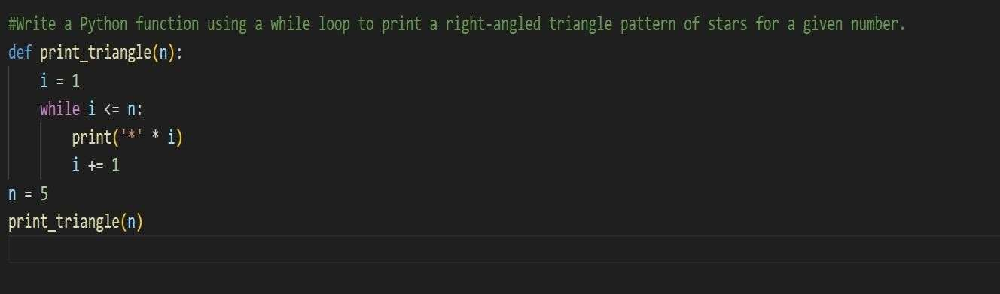 #Write a Python function using a while loop to print a right-angled triangle pattern of stars for a given number.
def print_triangle(n):
    i = 1
    while i <= n:
        print('*' * i)
        i += 1
n = 5
print_triangle(n)